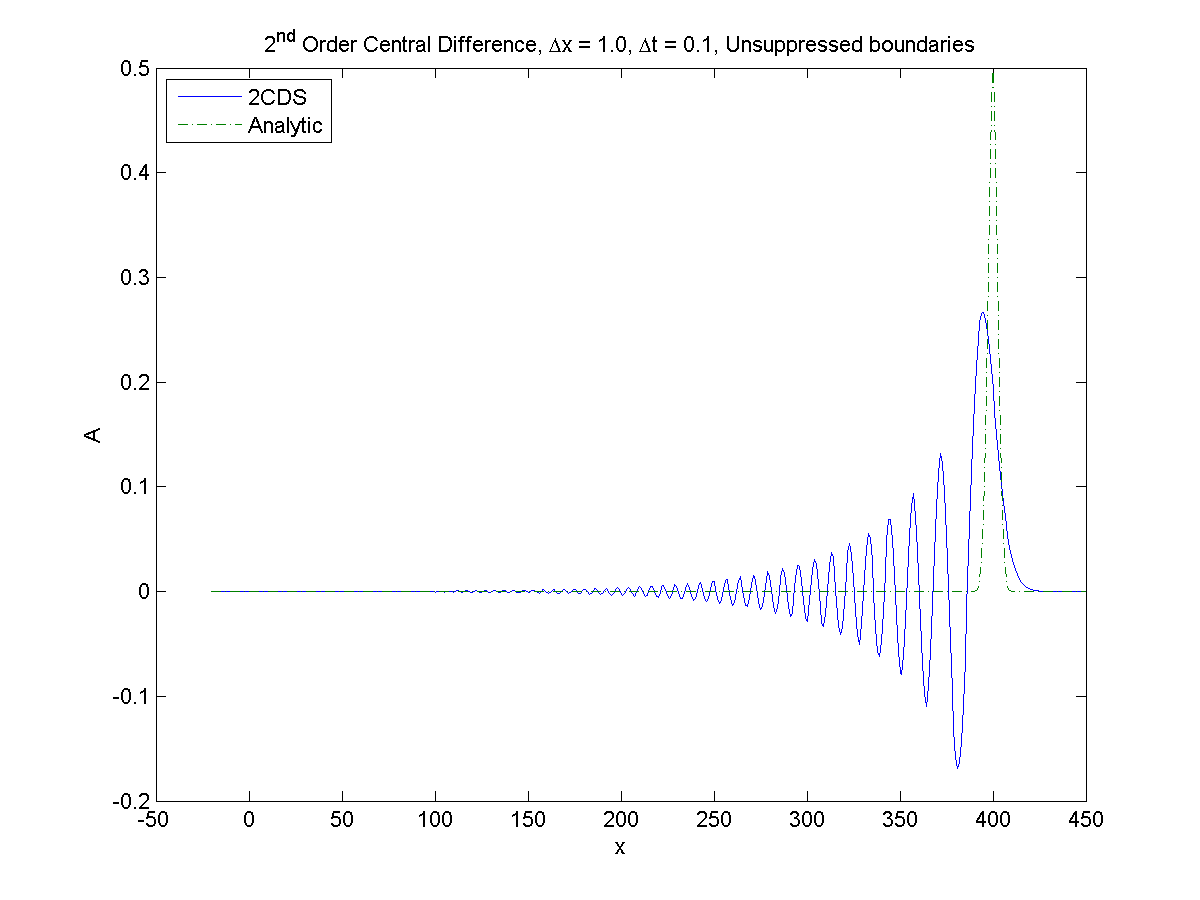 2nd Order Central Difference, Δx = 1.0, Δt = 0.1, Unsuppressed boundaries
2CDS
Analytic
0.5
0.4
0.3
0.2
0.1
0
-0.1
-0.2
A
-50 0 50 100 150 200 250 300 350 400 450
x